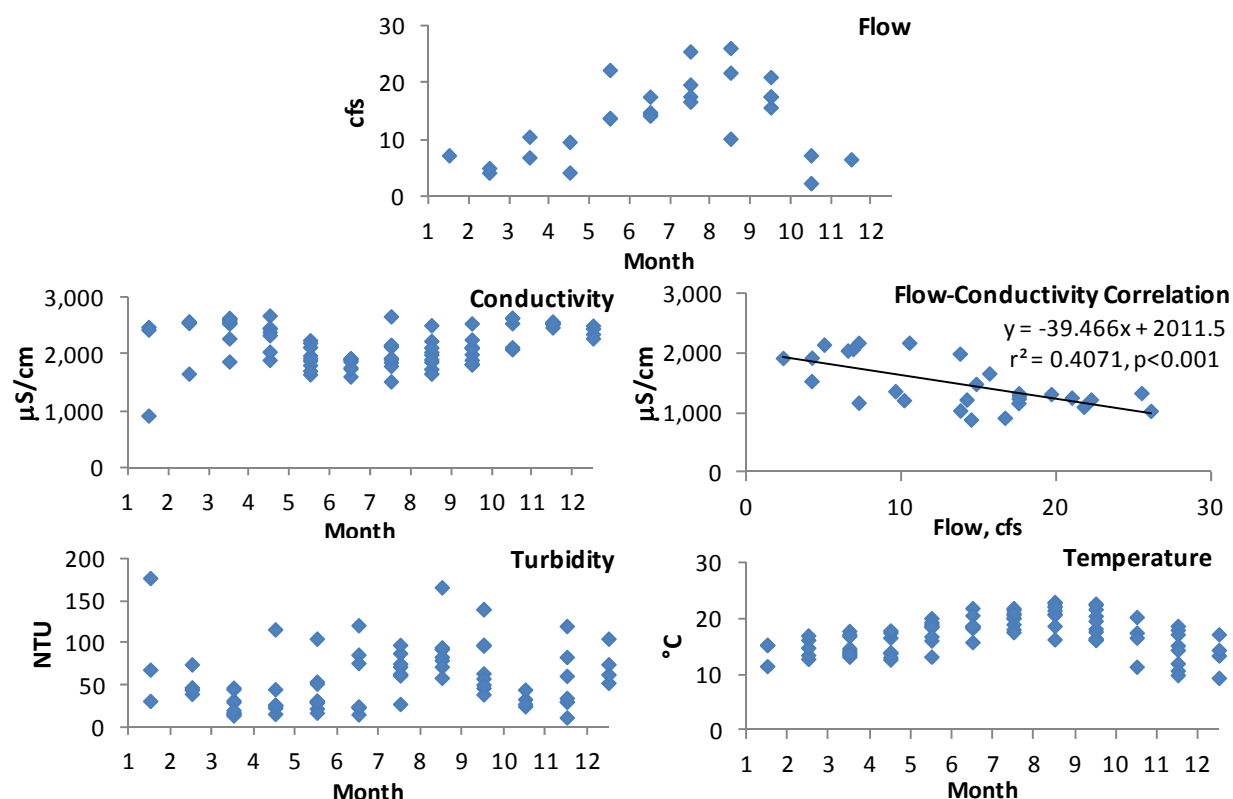 Flow
30
20
10
0
cfs
1 2 3 4 5 6 7 8 9 10 11 12
Month
Conductivity
3,000
2,000
1,000
0
µS/cm
1 2 3 4 5 6 7 8 9 10 11 12
Month
Flow-Conductivity Correlation
y = -39.466x + 2011.5
r² = 0.4071, p<0.001
3,000
2,000
1,000
0
µS/cm
0 10 20 30
Flow, cfs
Turbidity
200
150
100
50
0
NTU
1 2 3 4 5 6 7 8 9 10 11 12
Month
Temperature
30
20
10
0
°C
1 2 3 4 5 6 7 8 9 10 11 12
Month